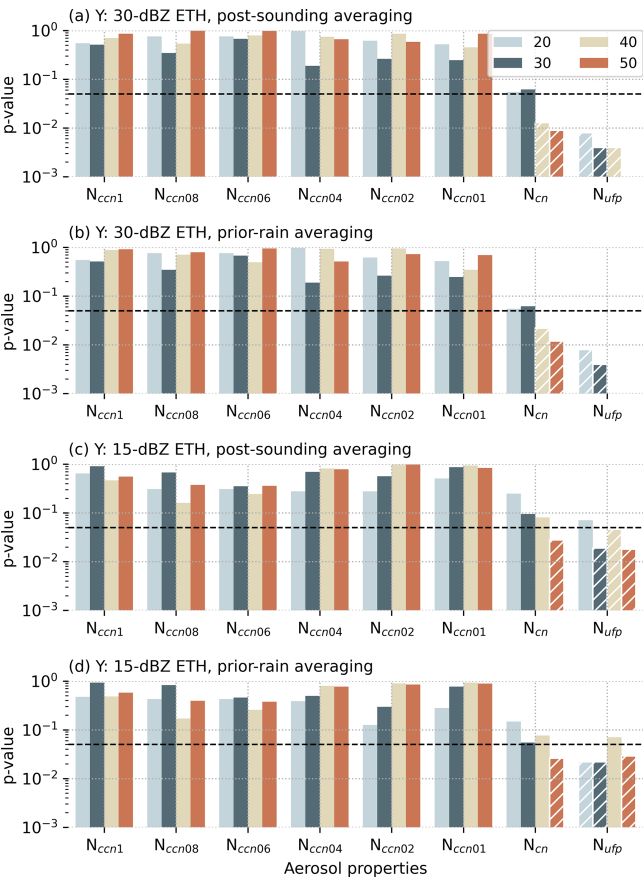 (a) Y: 30-dBZ ETH, post-sounding averaging
10⁰
10⁻¹
10⁻²
10⁻³
p-value
20 40
30 50
N_ccn1 N_ccn08 N_ccn06 N_ccn04 N_ccn02 N_ccn01 N_cn N_ufp
(b) Y: 30-dBZ ETH, prior-rain averaging
10⁰
10⁻¹
10⁻²
10⁻³
p-value
N_ccn1 N_ccn08 N_ccn06 N_ccn04 N_ccn02 N_ccn01 N_cn N_ufp
(c) Y: 15-dBZ ETH, post-sounding averaging
10⁰
10⁻¹
10⁻²
10⁻³
p-value
N_ccn1 N_ccn08 N_ccn06 N_ccn04 N_ccn02 N_ccn01 N_cn N_ufp
(d) Y: 15-dBZ ETH, prior-rain averaging
10⁰
10⁻¹
10⁻²
10⁻³
p-value
N_ccn1 N_ccn08 N_ccn06 N_ccn04 N_ccn02 N_ccn01 N_cn N_ufp
Aerosol properties